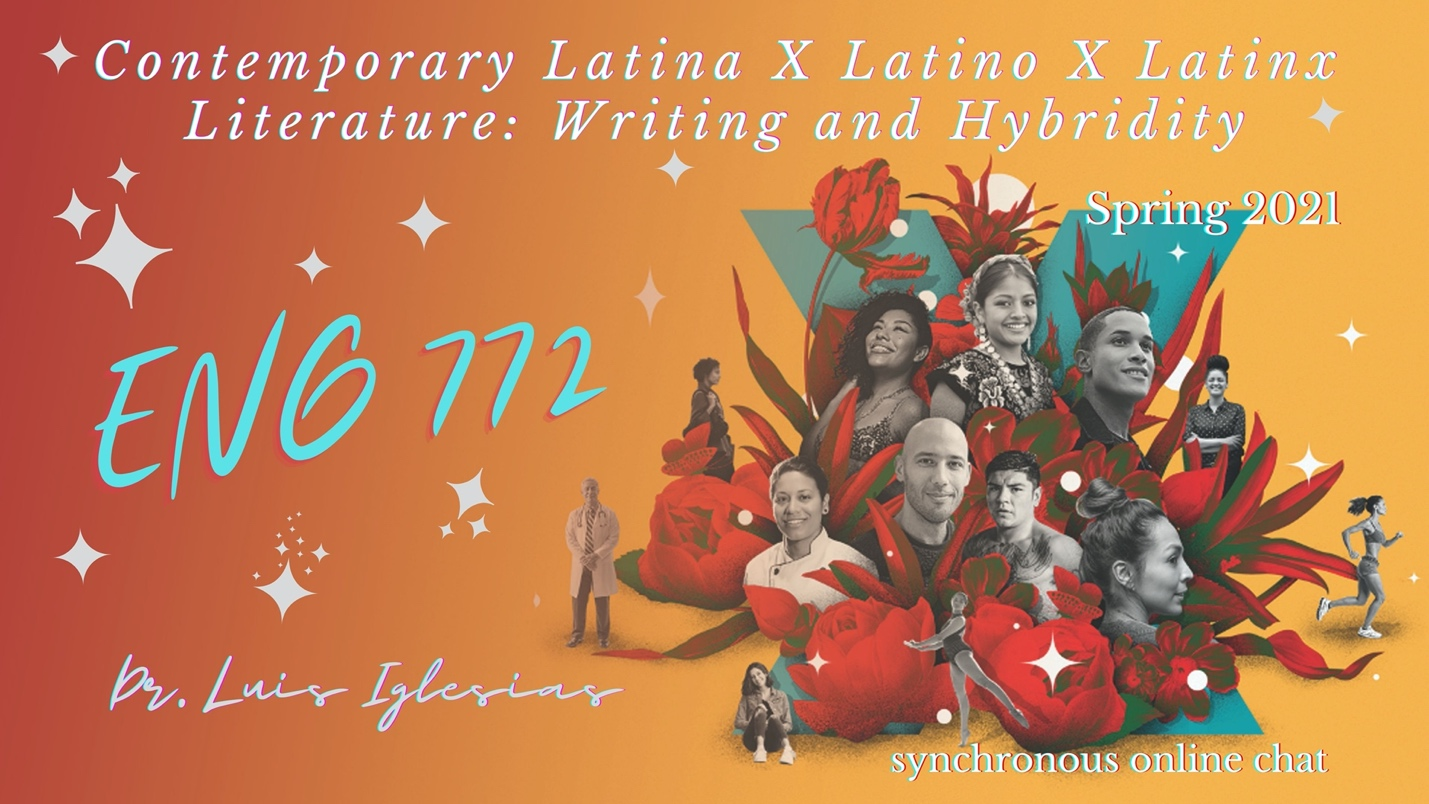 Contemporary Latina X Latino X Latinx
Literature: Writing and Hybridity
Spring 2021
ENG 772
Dr. Luis Iglesias
synchronous online chat